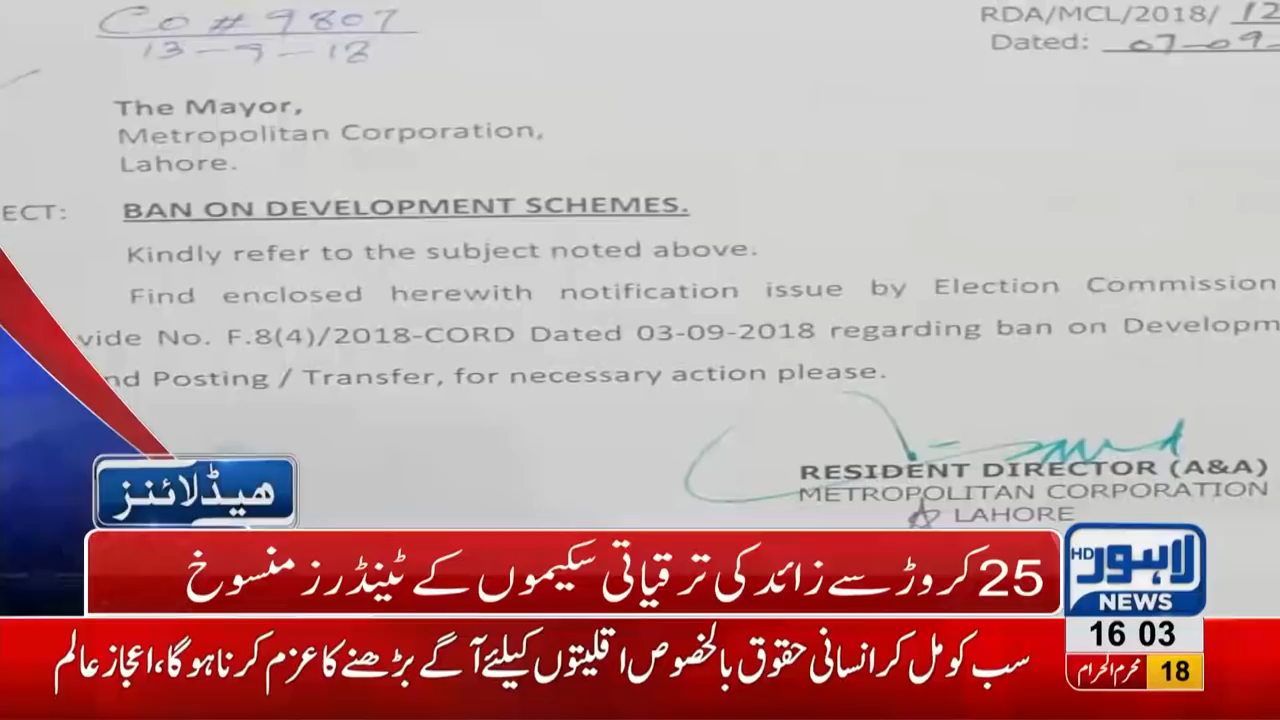 CO # 9807
13-9-18
RDA/MCL/2018/ 12
Dated: 07-09-
The Mayor,
Metropolitan Corporation,
Lahore.
ECT: BAN ON DEVELOPMENT SCHEMES.
Kindly refer to the subject noted above.
Find enclosed herewith notification issue by Election Commission
vide No. F.8(4)/2018-CORD Dated 03-09-2018 regarding ban on Developm
nd Posting / Transfer, for necessary action please.
RESIDENT DIRECTOR (A&A)
METROPOLITAN CORPORATION
LAHORE
ہیڈلائنز
25 کروڑ سے زائد کی ترقیاتی سکیموں کے ٹینڈرز منسوخ
لاہور HD
NEWS
16 03
سب کو مل کر انسانی حقوق بالخصوص اقلیتوں کیلئے آگے بڑھنے کا عزم کرنا ہوگا، اعجاز عالم
18 محرم الحرام